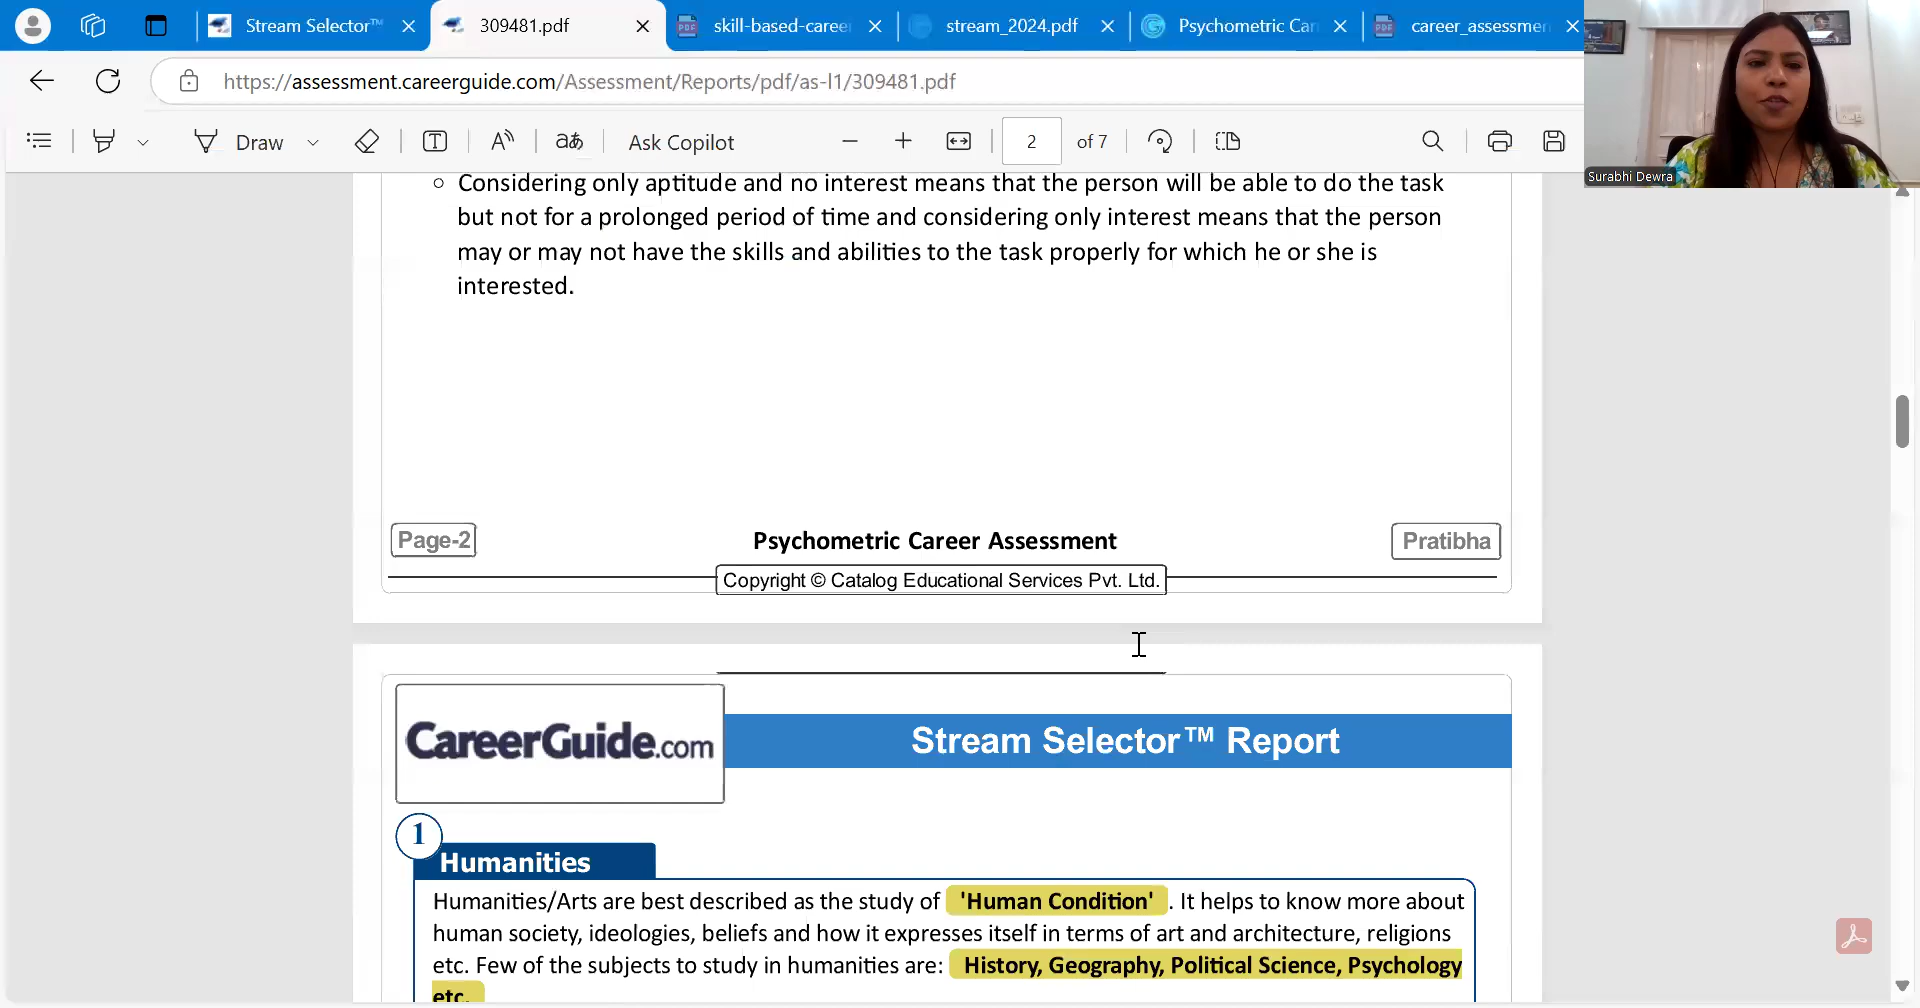 Stream Selector™
309481.pdf
skill-based-caree
stream_2024.pdf
Psychometric Car
career_assessmen
https://assessment.careerguide.com/Assessment/Reports/pdf/as-l1/309481.pdf
Draw
Ask Copilot
2 of 7
Surabhi Dewra
Considering only aptitude and no interest means that the person will be able to do the task
but not for a prolonged period of time and considering only interest means that the person
may or may not have the skills and abilities to the task properly for which he or she is
interested.
Page-2
Psychometric Career Assessment
Pratibha
Copyright © Catalog Educational Services Pvt. Ltd.
CareerGuide.com
Stream Selector™ Report
1
Humanities
Humanities/Arts are best described as the study of 'Human Condition' . It helps to know more about
human society, ideologies, beliefs and how it expresses itself in terms of art and architecture, religions
etc. Few of the subjects to study in humanities are: History, Geography, Political Science, Psychology
etc.